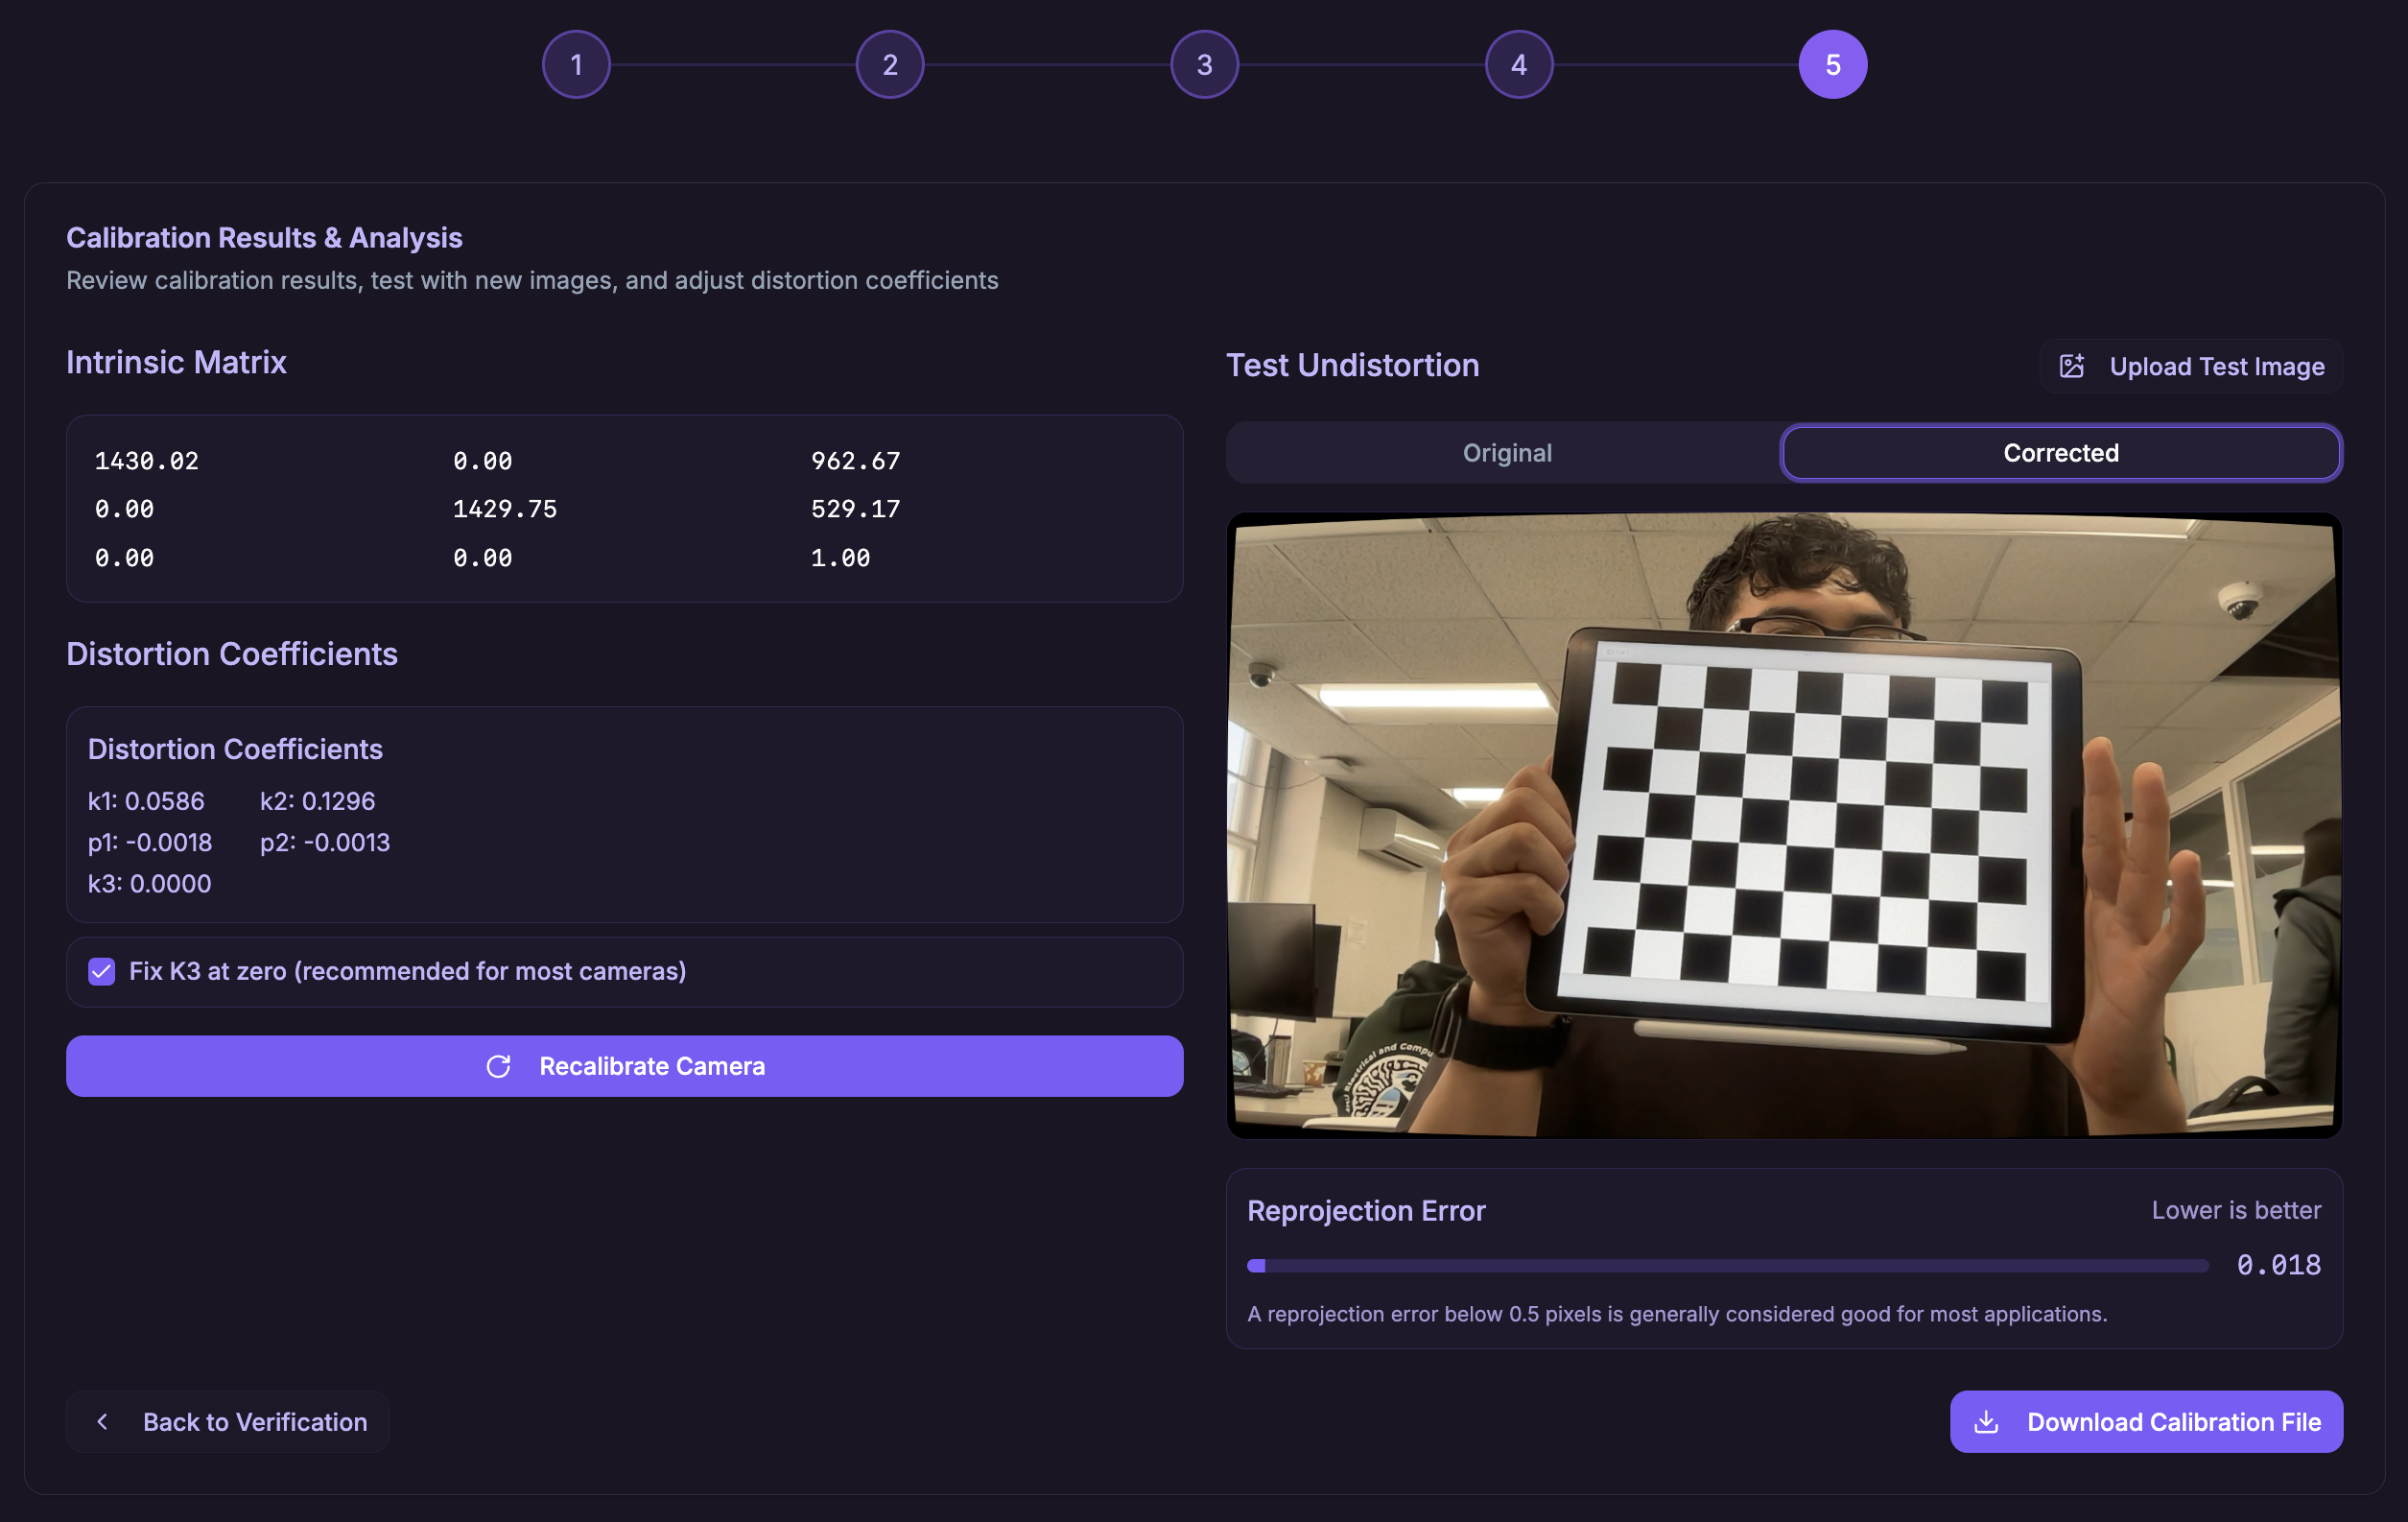 1
2
3
4
5
Calibration Results & Analysis
Review calibration results, test with new images, and adjust distortion coefficients
Intrinsic Matrix
1430.02 0.00 962.67
0.00 1429.75 529.17
0.00 0.00 1.00
Distortion Coefficients
Distortion Coefficients
k1: 0.0586 k2: 0.1296
p1: -0.0018 p2: -0.0013
k3: 0.0000
Fix K3 at zero (recommended for most cameras)
Recalibrate Camera
Test Undistortion
Upload Test Image
Original
Corrected
Electrical and Compu
Reprojection Error
Lower is better
0.018
A reprojection error below 0.5 pixels is generally considered good for most applications.
Back to Verification
Download Calibration File